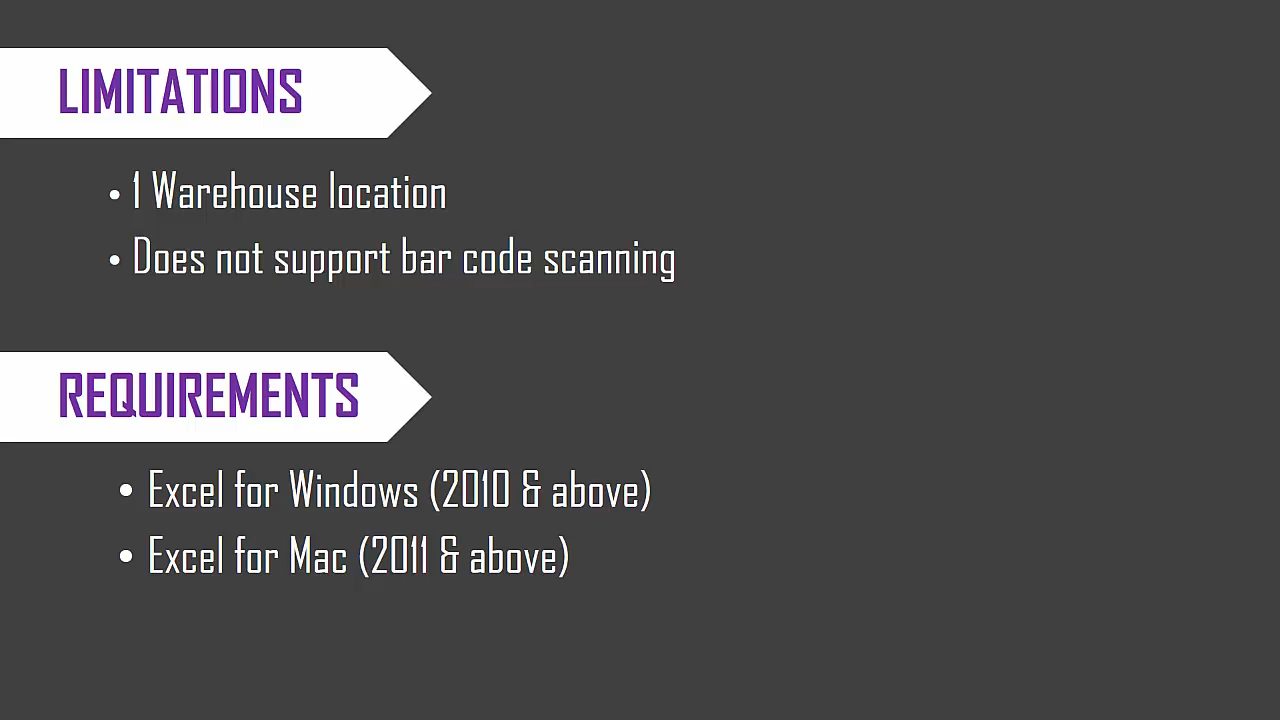 LIMITATIONS
• 1 Warehouse location
• Does not support bar code scanning
REQUIREMENTS
• Excel for Windows (2010 & above)
• Excel for Mac (2011 & above)